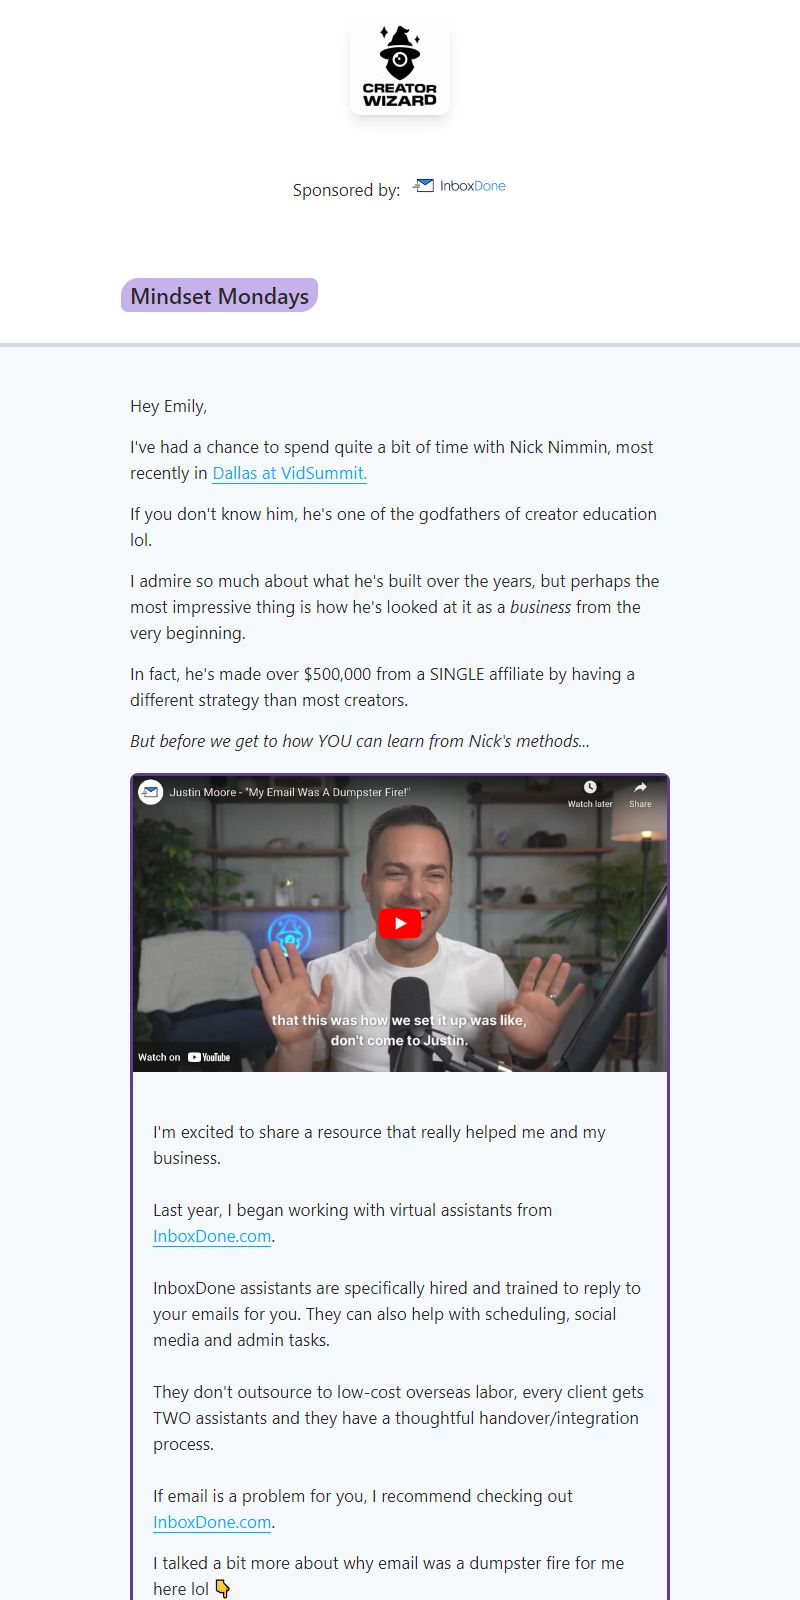 CREATOR
WIZARD
Sponsored by: InboxDone
Mindset Mondays
Hey Emily,
I've had a chance to spend quite a bit of time with Nick Nimmin, most
recently in Dallas at VidSummit.
If you don't know him, he's one of the godfathers of creator education
lol.
I admire so much about what he's built over the years, but perhaps the
most impressive thing is how he's looked at it as a business from the
very beginning.
In fact, he's made over $500,000 from a SINGLE affiliate by having a
different strategy than most creators.
But before we get to how YOU can learn from Nick's methods...
Justin Moore - "My Email Was A Dumpster Fire!"
Watch later
Share
that this was how we set it up was like,
don't come to Justin.
Watch on YouTube
I'm excited to share a resource that really helped me and my
business.
Last year, I began working with virtual assistants from
InboxDone.com.
InboxDone assistants are specifically hired and trained to reply to
your emails for you. They can also help with scheduling, social
media and admin tasks.
They don't outsource to low-cost overseas labor, every client gets
TWO assistants and they have a thoughtful handover/integration
process.
If email is a problem for you, I recommend checking out
InboxDone.com.
I talked a bit more about why email was a dumpster fire for me
here lol 👇